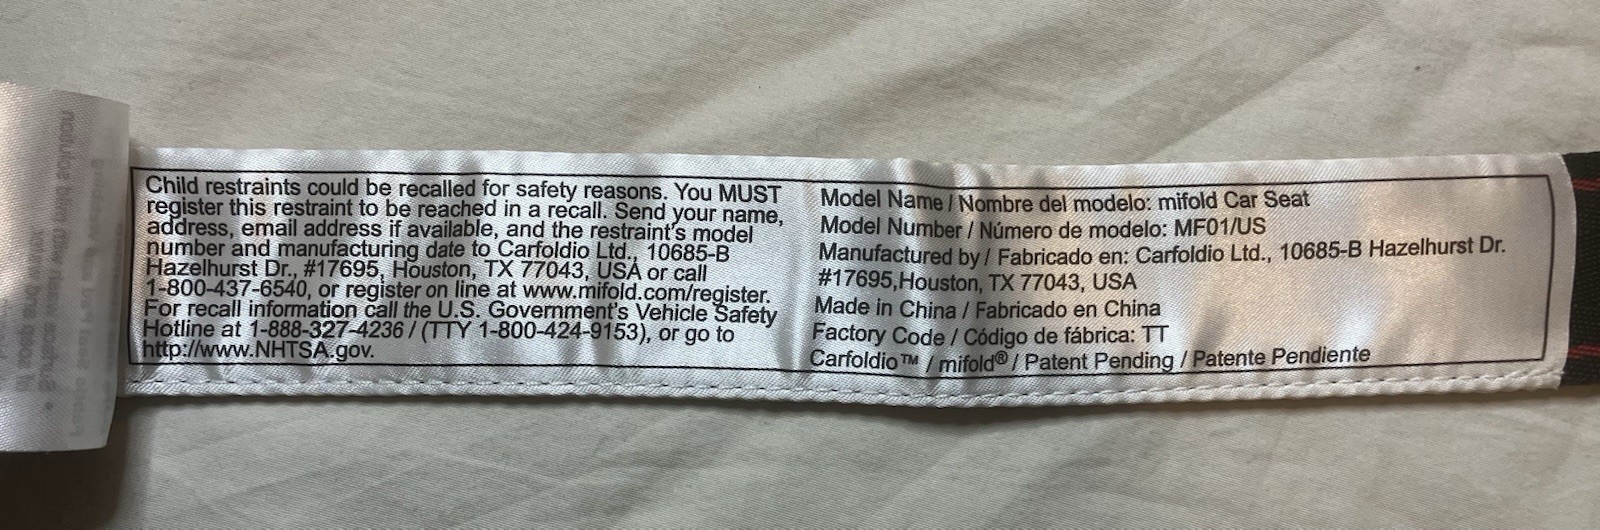 Child restraints could be recalled for safety reasons. You MUST
register this restraint to be reached in a recall. Send your name,
address, email address if available, and the restraint's model
number and manufacturing date to Carfoldio Ltd., 10685-B
Hazelhurst Dr., #17695, Houston, TX 77043, USA or call
1-800-437-6540, or register on line at www.mifold.com/register.
For recall information call the U.S. Government's Vehicle Safety
Hotline at 1-888-327-4236 / (TTY 1-800-424-9153), or go to
http://www.NHTSA.gov.
Model Name / Nombre del modelo: mifold Car Seat
Model Number / Número de modelo: MF01/US
Manufactured by / Fabricado en: Carfoldio Ltd., 10685-B Hazelhurst Dr.
#17695,Houston, TX 77043, USA
Made in China / Fabricado en China
Factory Code / Código de fábrica: TT
Carfoldio™ / mifold® / Patent Pending / Patente Pendiente